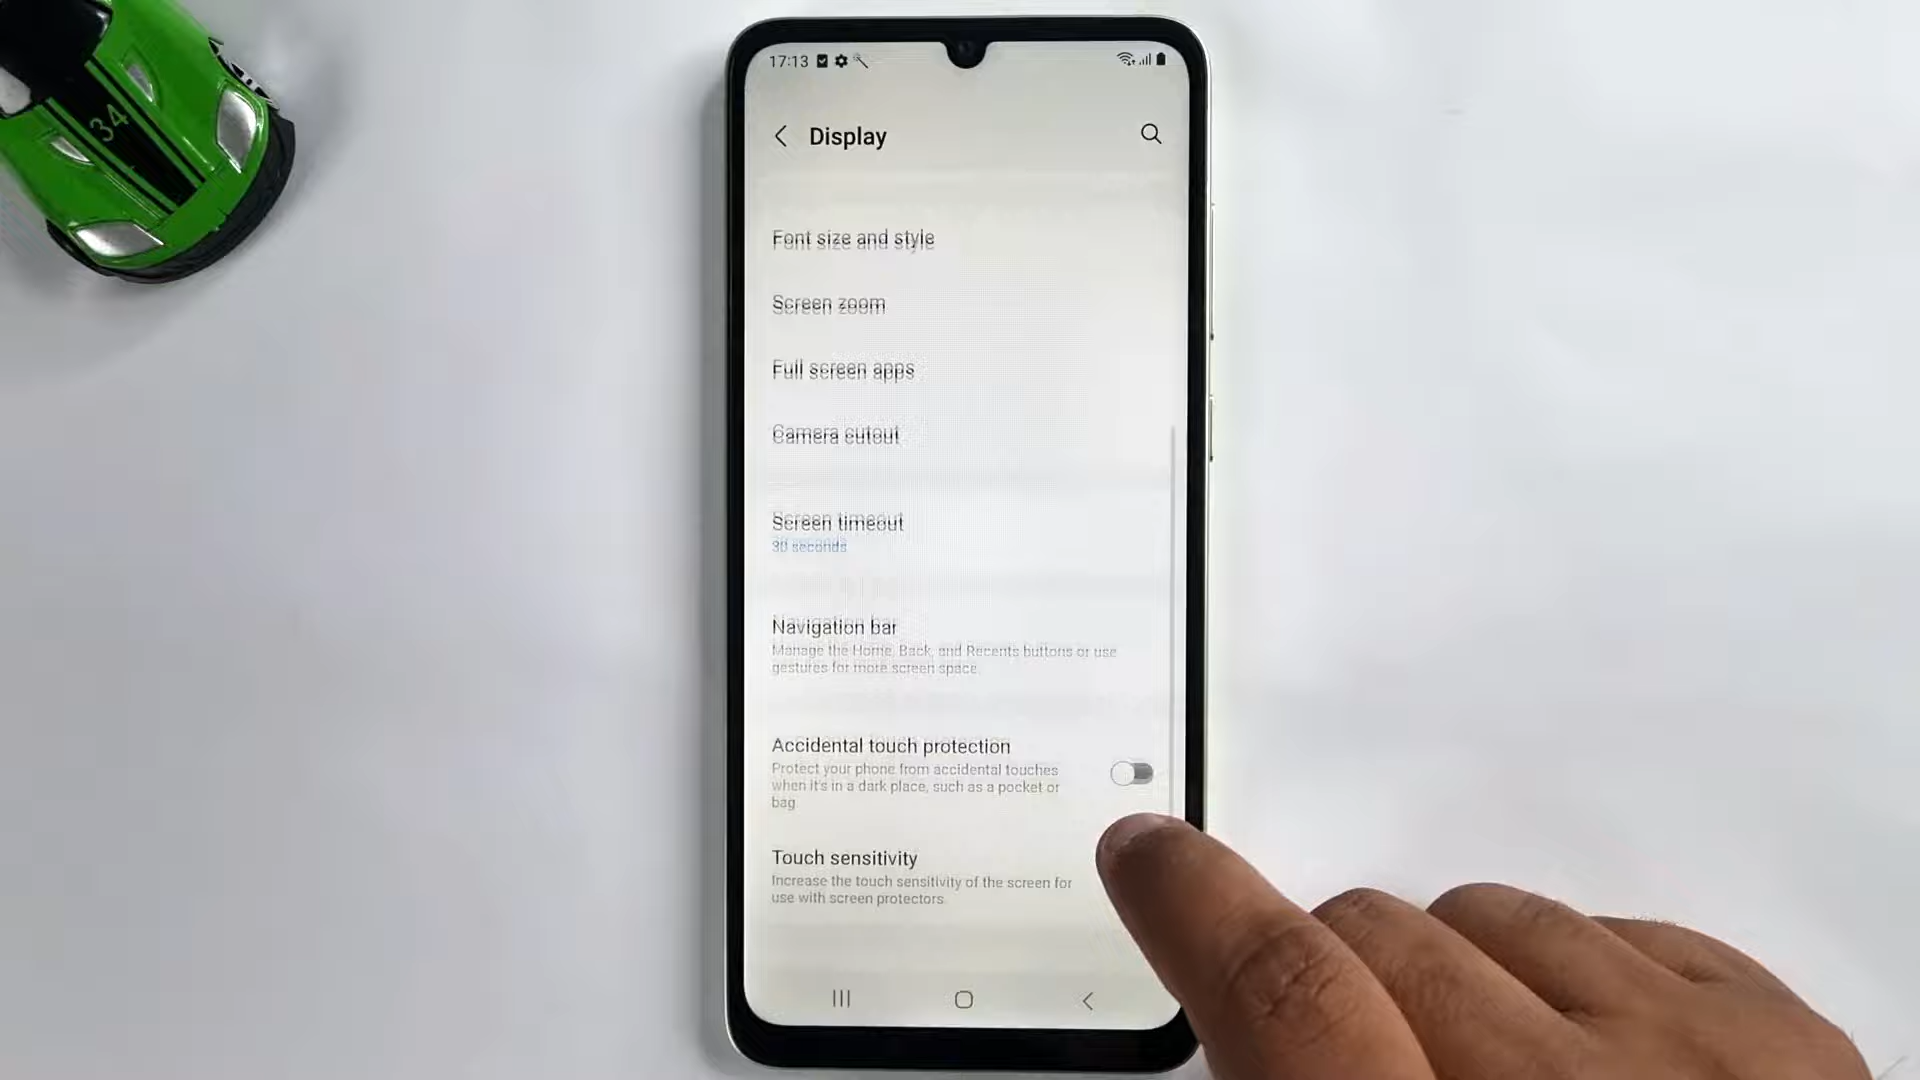 34
17:13
Display
Font size and style
Screen zoom
Full screen apps
Camera cutout
Screen timeout
30 seconds
Navigation bar
Manage the Home, Back, and Recents buttons or use
gestures for more screen space.
Accidental touch protection
Protect your phone from accidental touches
when it's in a dark place, such as a pocket or
bag.
Touch sensitivity
Increase the touch sensitivity of the screen for
use with screen protectors.